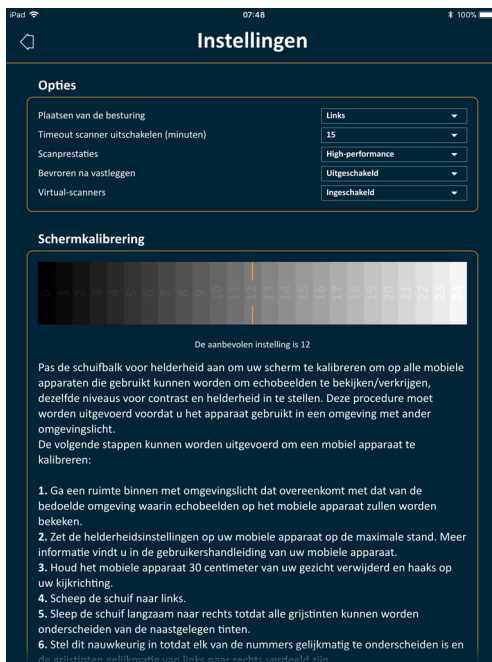 iPad 07:48 100%
Instellingen
Opties
Plaatsen van de besturing Links
Timeout scanner uitschakelen (minuten) 15
Scanprestaties High-performance
Bevroren na vastleggen Uitgeschakeld
Virtual-scanners Ingeschakeld
Schermkalibrering
0 1 2 3 4 5 6 7 8 9 10 11 12 13 14 15 16 17 18 19 20 21 22 23 24
De aanbevolen instelling is 12
Pas de schuifbalk voor helderheid aan om uw scherm te kalibreren om op alle mobiele
apparaten die gebruikt kunnen worden om echobeelden te bekijken/verkrijgen,
dezelfde niveaus voor contrast en helderheid in te stellen. Deze procedure moet
worden uitgevoerd voordat u het apparaat gebruikt in een omgeving met ander
omgevingslicht.
De volgende stappen kunnen worden uitgevoerd om een mobiel apparaat te
kalibreren:
1. Ga een ruimte binnen met omgevingslicht dat overeenkomt met dat van de
bedoelde omgeving waarin echobeelden op het mobiele apparaat zullen worden
bekeken.
2. Zet de helderheidsinstellingen op uw mobiele apparaat op de maximale stand. Meer
informatie vindt u in de gebruikershandleiding van uw mobiele apparaat.
3. Houd het mobiele apparaat 30 centimeter van uw gezicht verwijderd en haaks op
uw kijkrichting.
4. Scheep de schuif naar links.
5. Sleep de schuif langzaam naar rechts totdat alle grijstinten kunnen worden
onderscheiden van de naastgelegen tinten.
6. Stel dit nauwkeurig in totdat elk van de nummers gelijkmatig te onderscheiden is en
de grijstinten gelijkmatig van links naar rechts verdeeld zijn.